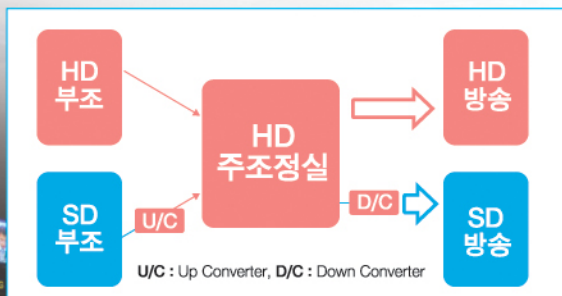 HD
부조
HD
주조정실
HD
방송
SD
부조
U/C
D/C
SD
방송
U/C : Up Converter, D/C : Down Converter